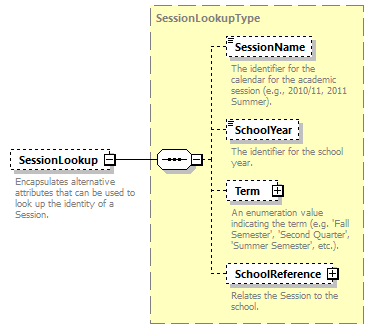 SessionLookupType
SessionName
The identifier for the
calendar for the academic
session (e.g., 2010/11, 2011
Summer).
SchoolYear
The identifier for the school
year.
SessionLookup
Encapsulates alternative
attributes that can be used to
look up the identity of a
Session.
Term
An enumeration value
indicating the term (e.g. 'Fall
Semester', 'Second Quarter',
'Summer Semester', etc.).
SchoolReference
Relates the Session to the
school.